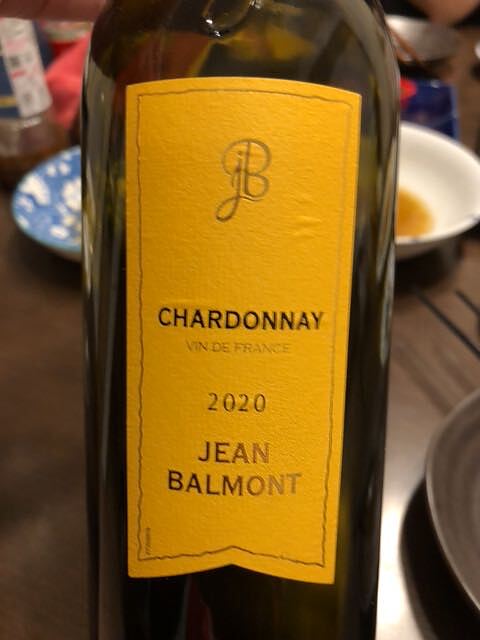 JB
CHARDONNAY
VIN DE FRANCE
2020
JEAN
BALMONT